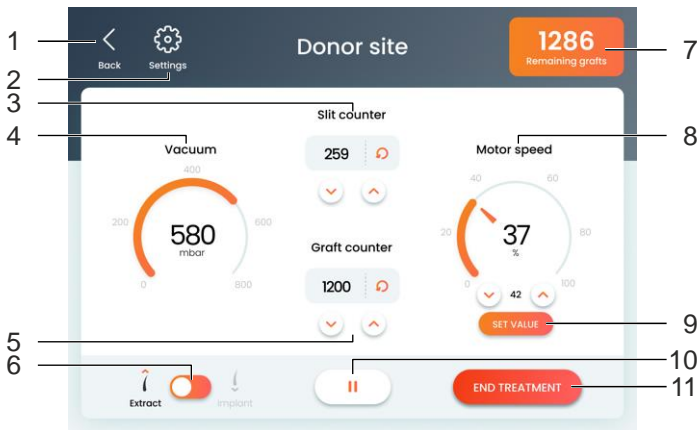 1
2
3
4
5
6
7
8
9
10
11
Back
Settings
Donor site
1286
Remaining grafts
Slit counter
259
Vacuum
0
200
400
600
800
580
mbar
Graft counter
1200
Motor speed
0
20
40
60
80
100
37
%
42
SET VALUE
Extract
Implant
END TREATMENT